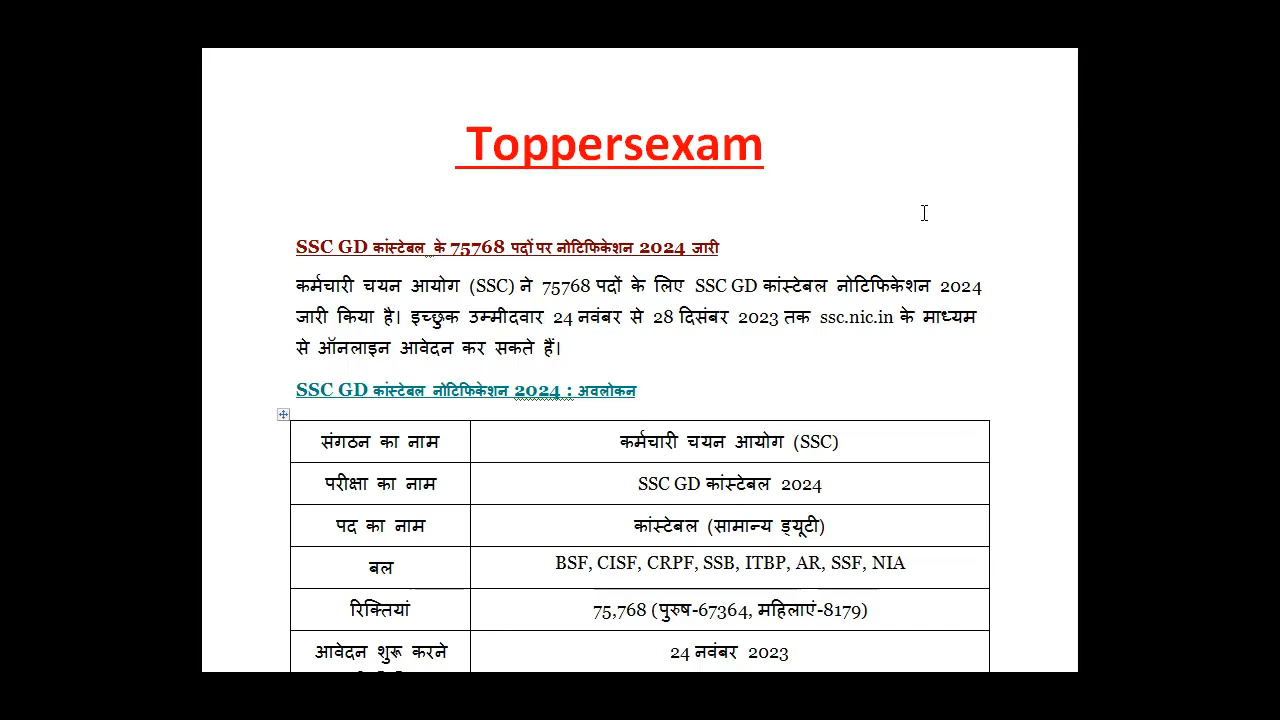 Toppersexam
SSC GD कांस्टेबल के 75768 पदों पर नोटिफिकेशन 2024 जारी
कर्मचारी चयन आयोग (SSC) ने 75768 पदों के लिए SSC GD कांस्टेबल नोटिफिकेशन 2024
जारी किया है। इच्छुक उम्मीदवार 24 नवंबर से 28 दिसंबर 2023 तक ssc.nic.in के माध्यम
से ऑनलाइन आवेदन कर सकते हैं।
SSC GD कांस्टेबल नोटिफिकेशन 2024 : अवलोकन
संगठन का नाम कर्मचारी चयन आयोग (SSC)
परीक्षा का नाम SSC GD कांस्टेबल 2024
पद का नाम कांस्टेबल (सामान्य ड्यूटी)
बल BSF, CISF, CRPF, SSB, ITBP, AR, SSF, NIA
रिक्तियां 75,768 (पुरुष-67364, महिलाएं-8179)
आवेदन शुरू करने 24 नवंबर 2023